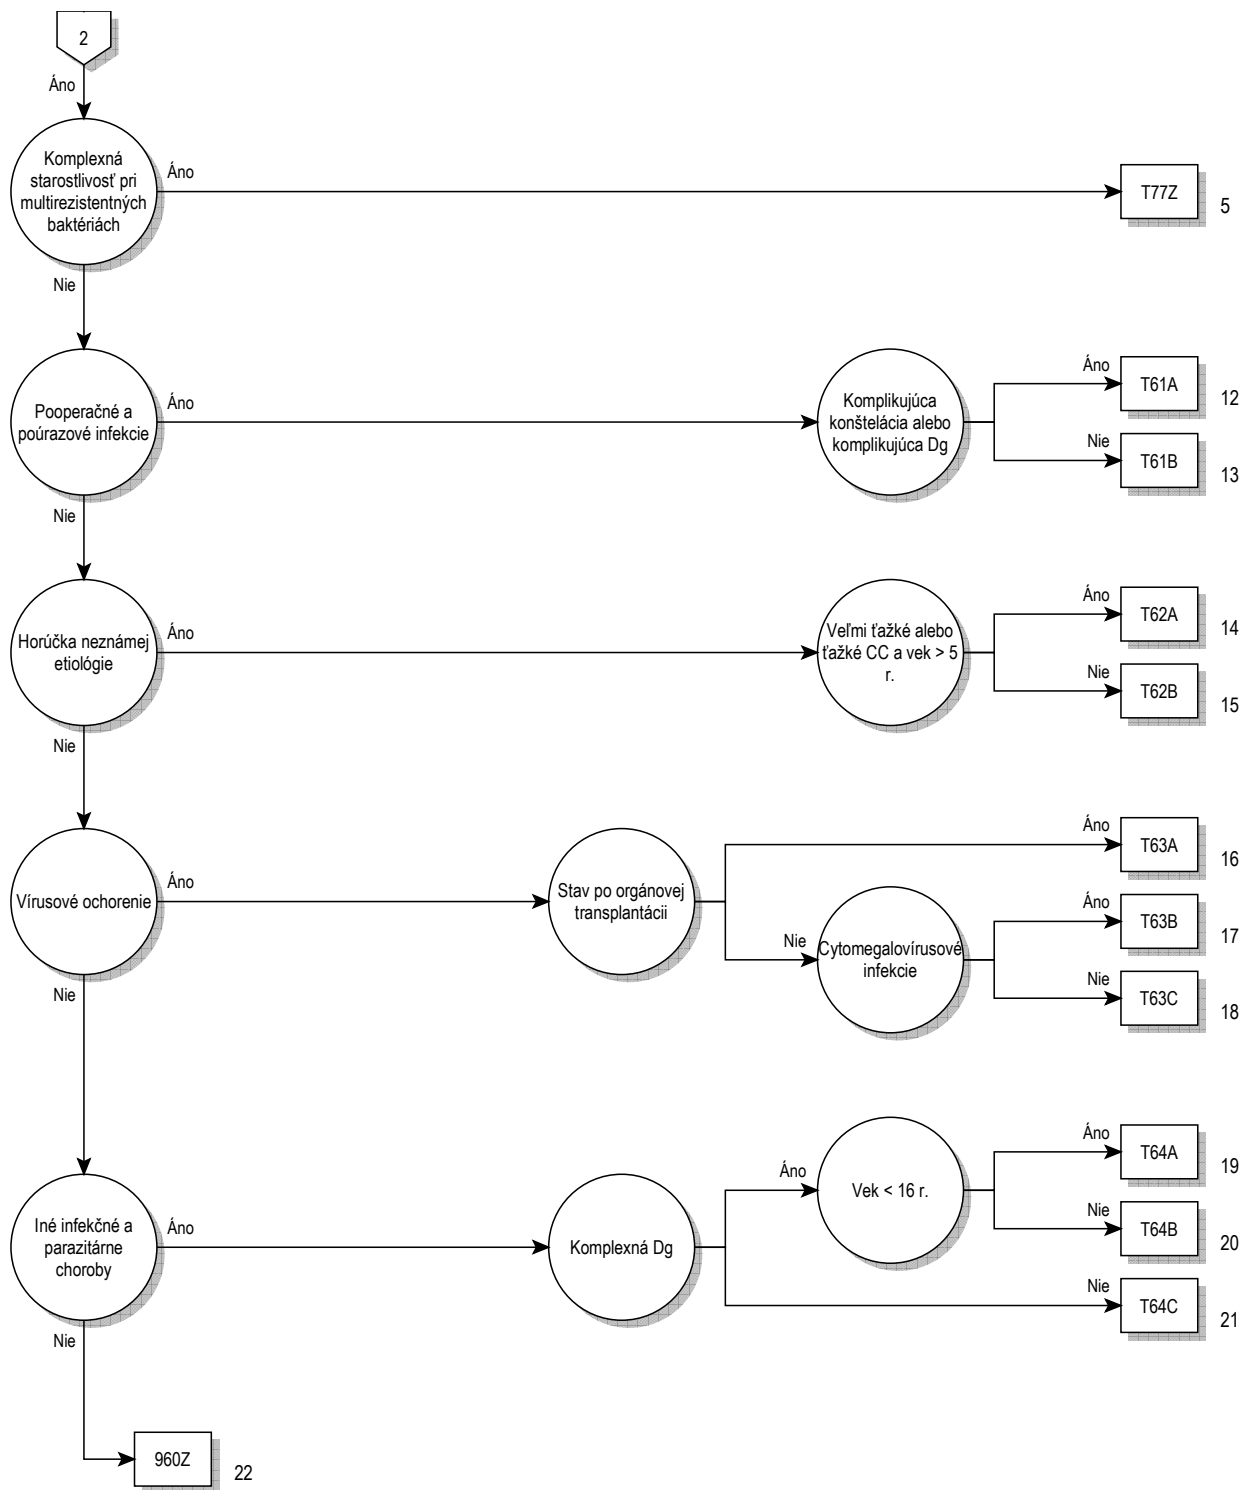 2
Áno
Komplexná
starostlivosť pri
multirezistentných
baktériách
Áno
T77Z
5
Nie
Pooperačné a
poúrazové infekcie
Áno
Komplikujúca
konštelácia alebo
komplikujúca Dg
Áno
T61A
12
Nie
T61B
13
Nie
Horúčka neznámej
etiológie
Áno
Veľmi ťažké alebo
ťažké CC a vek > 5
r.
Áno
T62A
14
Nie
T62B
15
Nie
Vírusové ochorenie
Áno
Stav po orgánovej
transplantácii
Áno
T63A
16
Nie
Cytomegalovírusové
infekcie
Áno
T63B
17
Nie
T63C
18
Nie
Iné infekčné a
parazitárne
choroby
Áno
Komplexná Dg
Áno
Vek < 16 r.
Áno
T64A
19
Nie
T64B
20
Nie
T64C
21
Nie
960Z
22